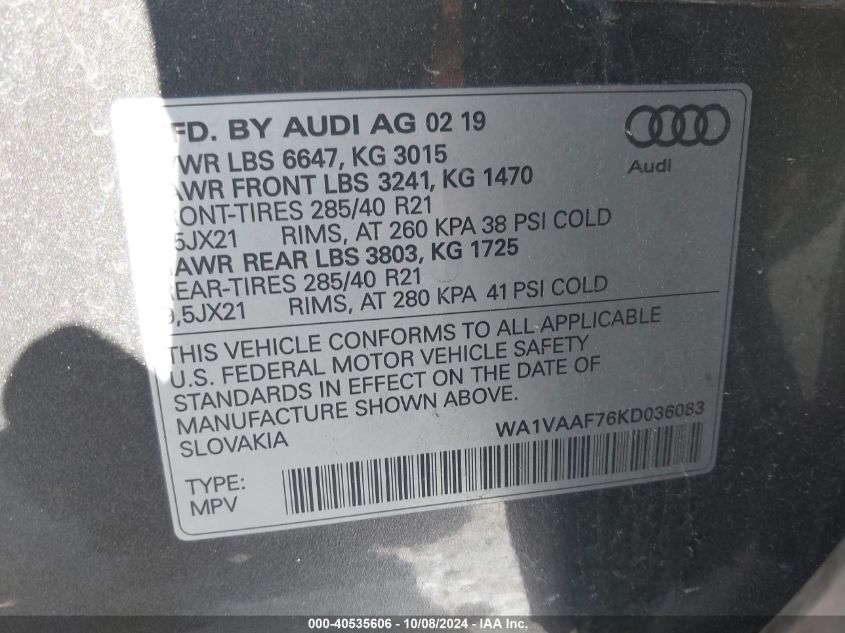 FD. BY AUDI AG 02 19
VWR LBS 6647, KG 3015
AWR FRONT LBS 3241, KG 1470
RONT-TIRES 285/40 R21
,5JX21 RIMS, AT 260 KPA 38 PSI COLD
AWR REAR LBS 3803, KG 1725
EAR-TIRES 285/40 R21
9,5JX21 RIMS, AT 280 KPA 41 PSI COLD
Audi
THIS VEHICLE CONFORMS TO ALL APPLICABLE
U.S. FEDERAL MOTOR VEHICLE SAFETY
STANDARDS IN EFFECT ON THE DATE OF
MANUFACTURE SHOWN ABOVE.
SLOVAKIA
WA1VAAF76KD036083
TYPE:
MPV
000-40535606 - 10/08/2024 - IAA Inc.